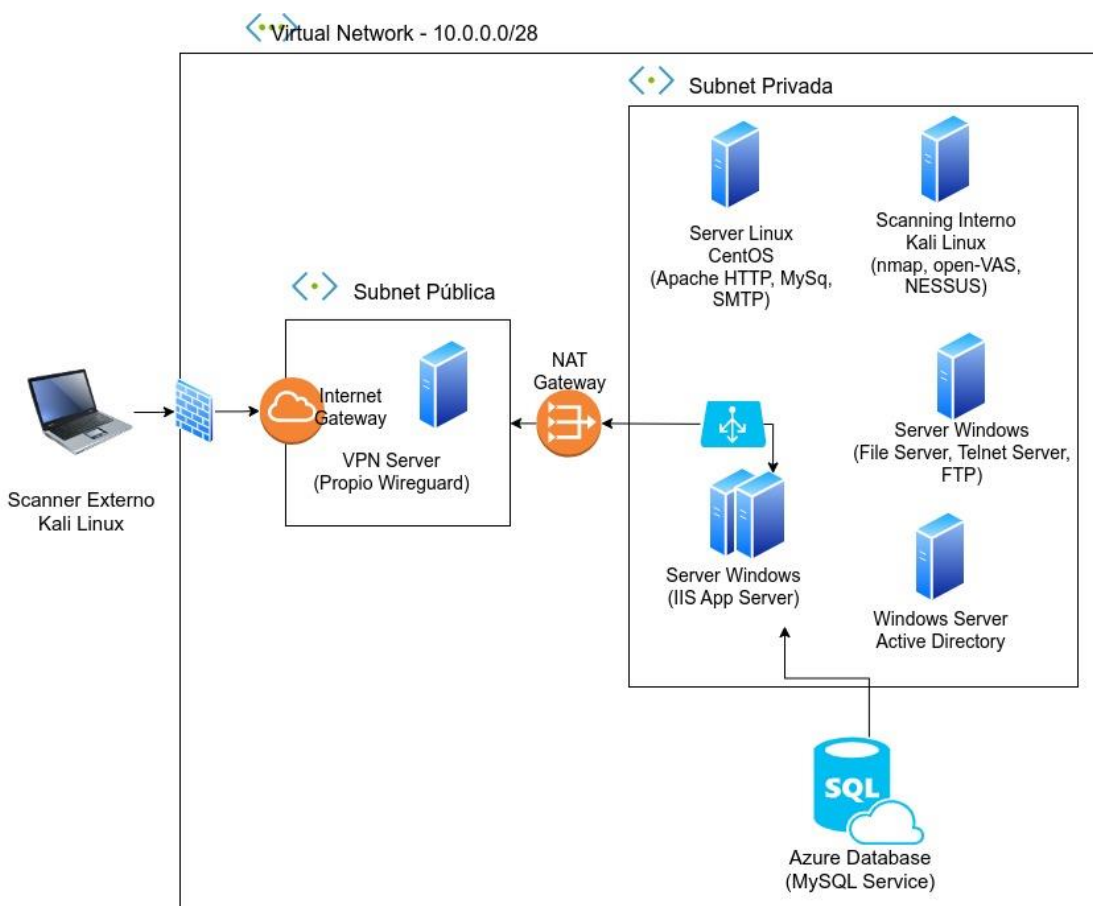 Virtual Network - 10.0.0.0/28
Subnet Privada
Server Linux
CentOS
(Apache HTTP, MySq,
SMTP)
Scanning Interno
Kali Linux
(nmap, open-VAS,
NESSUS)
Subnet Pública
Internet
Gateway
VPN Server
(Propio Wireguard)
NAT
Gateway
Scanner Externo
Kali Linux
Server Windows
(File Server, Telnet Server,
FTP)
Server Windows
(IIS App Server)
Windows Server
Active Directory
SQL
Azure Database
(MySQL Service)